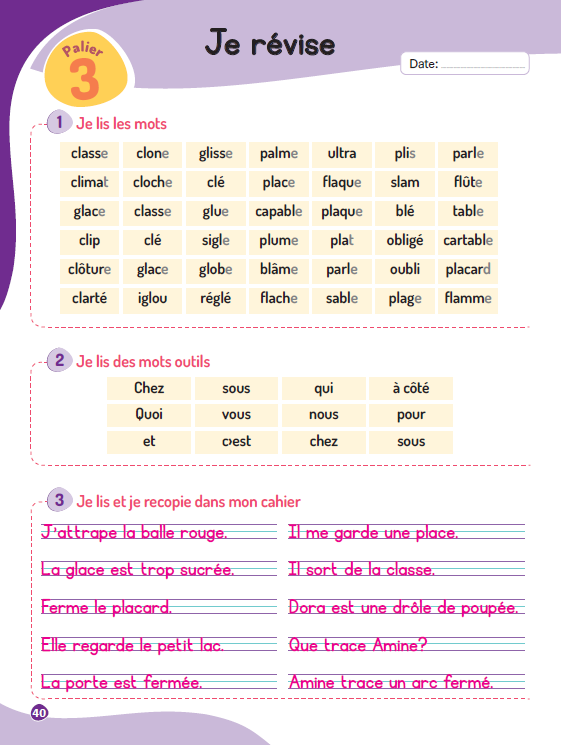 Palier
3
Je révise
Date: ........................
1 Je lis les mots
classe clone glisse palme ultra plis parle
climat cloche clé place flaque slam flûte
glace classe glue capable plaque blé table
clip clé sigle plume plat obligé cartable
clôture glace globe blâme parle oubli placard
clarté iglou réglé flache sable plage flamme
2 Je lis des mots outils
Chez sous qui à côté
Quoi vous nous pour
et c›est chez sous
3 Je lis et je recopie dans mon cahier
J'attrape la balle rouge. Il me garde une place.
La glace est trop sucrée. Il sort de la classe.
Ferme le placard. Dora est une drôle de poupée.
Elle regarde le petit lac. Que trace Amine?
La porte est fermée. Amine trace un arc fermé.
40